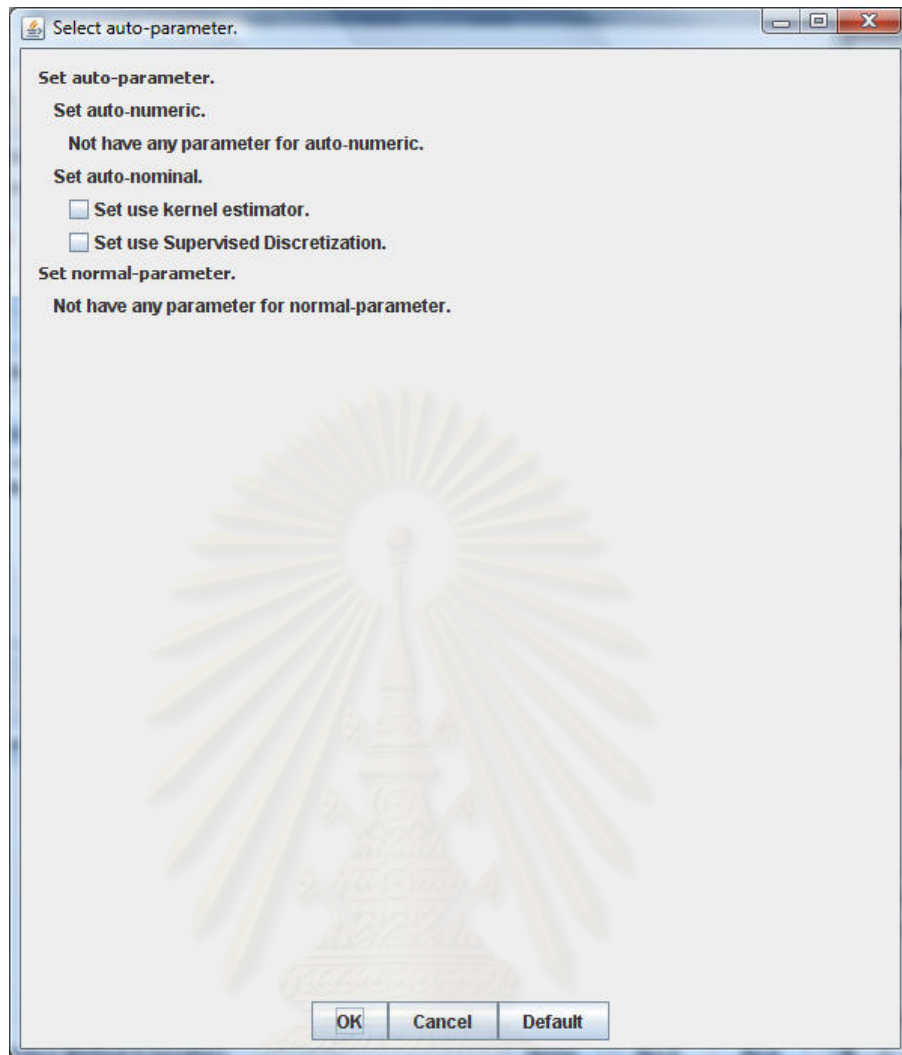 Select auto-parameter.
Set auto-parameter.
Set auto-numeric.
Not have any parameter for auto-numeric.
Set auto-nominal.
Set use kernel estimator.
Set use Supervised Discretization.
Set normal-parameter.
Not have any parameter for normal-parameter.
OK Cancel Default